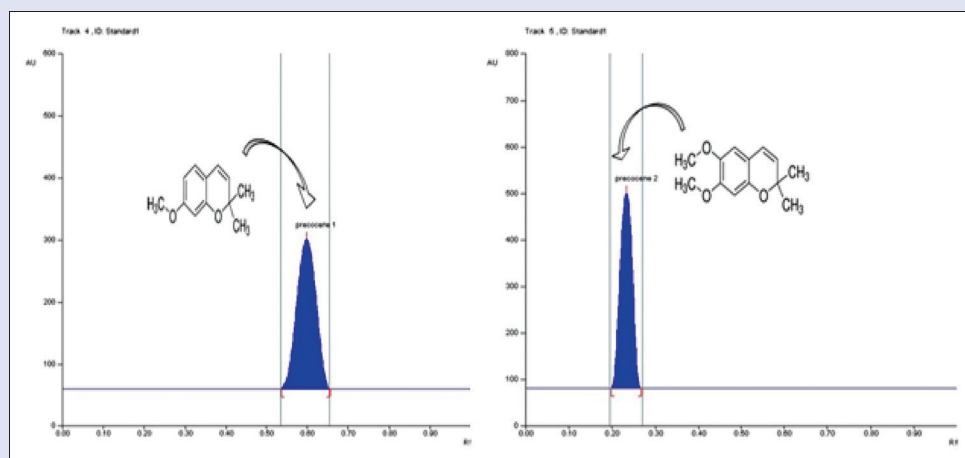 Track 4 , ID: Standard1
600
AU
500
400
300
200
100
0
0.00 0.10 0.20 0.30 0.40 0.50 0.60 0.70 0.80 0.90
Rf
precocene 1
H₃C
O
O
CH₃
CH₃
Track 5 , ID: Standard1
800
AU
700
600
500
400
300
200
100
0
0.00 0.10 0.20 0.30 0.40 0.50 0.60 0.70 0.80 0.90
Rf
precocene 2
H₃C
O
H₃C
O
O
CH₃
CH₃